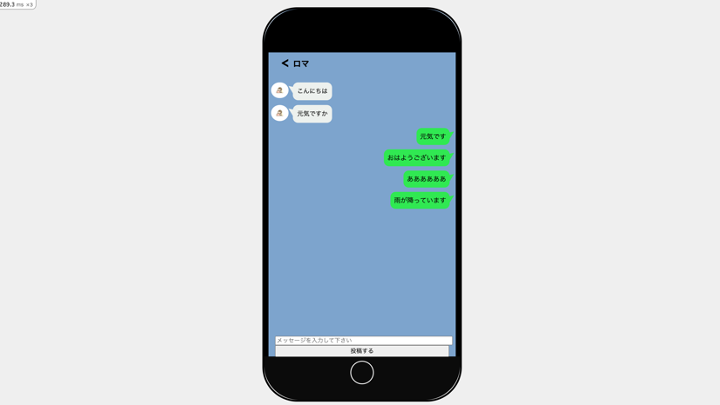 289.3 ms ×3
< ロマ
こんにちは
元気ですか
元気です
おはようございます
ああああああ
雨が降っています
メッセージを入力して下さい
投稿する